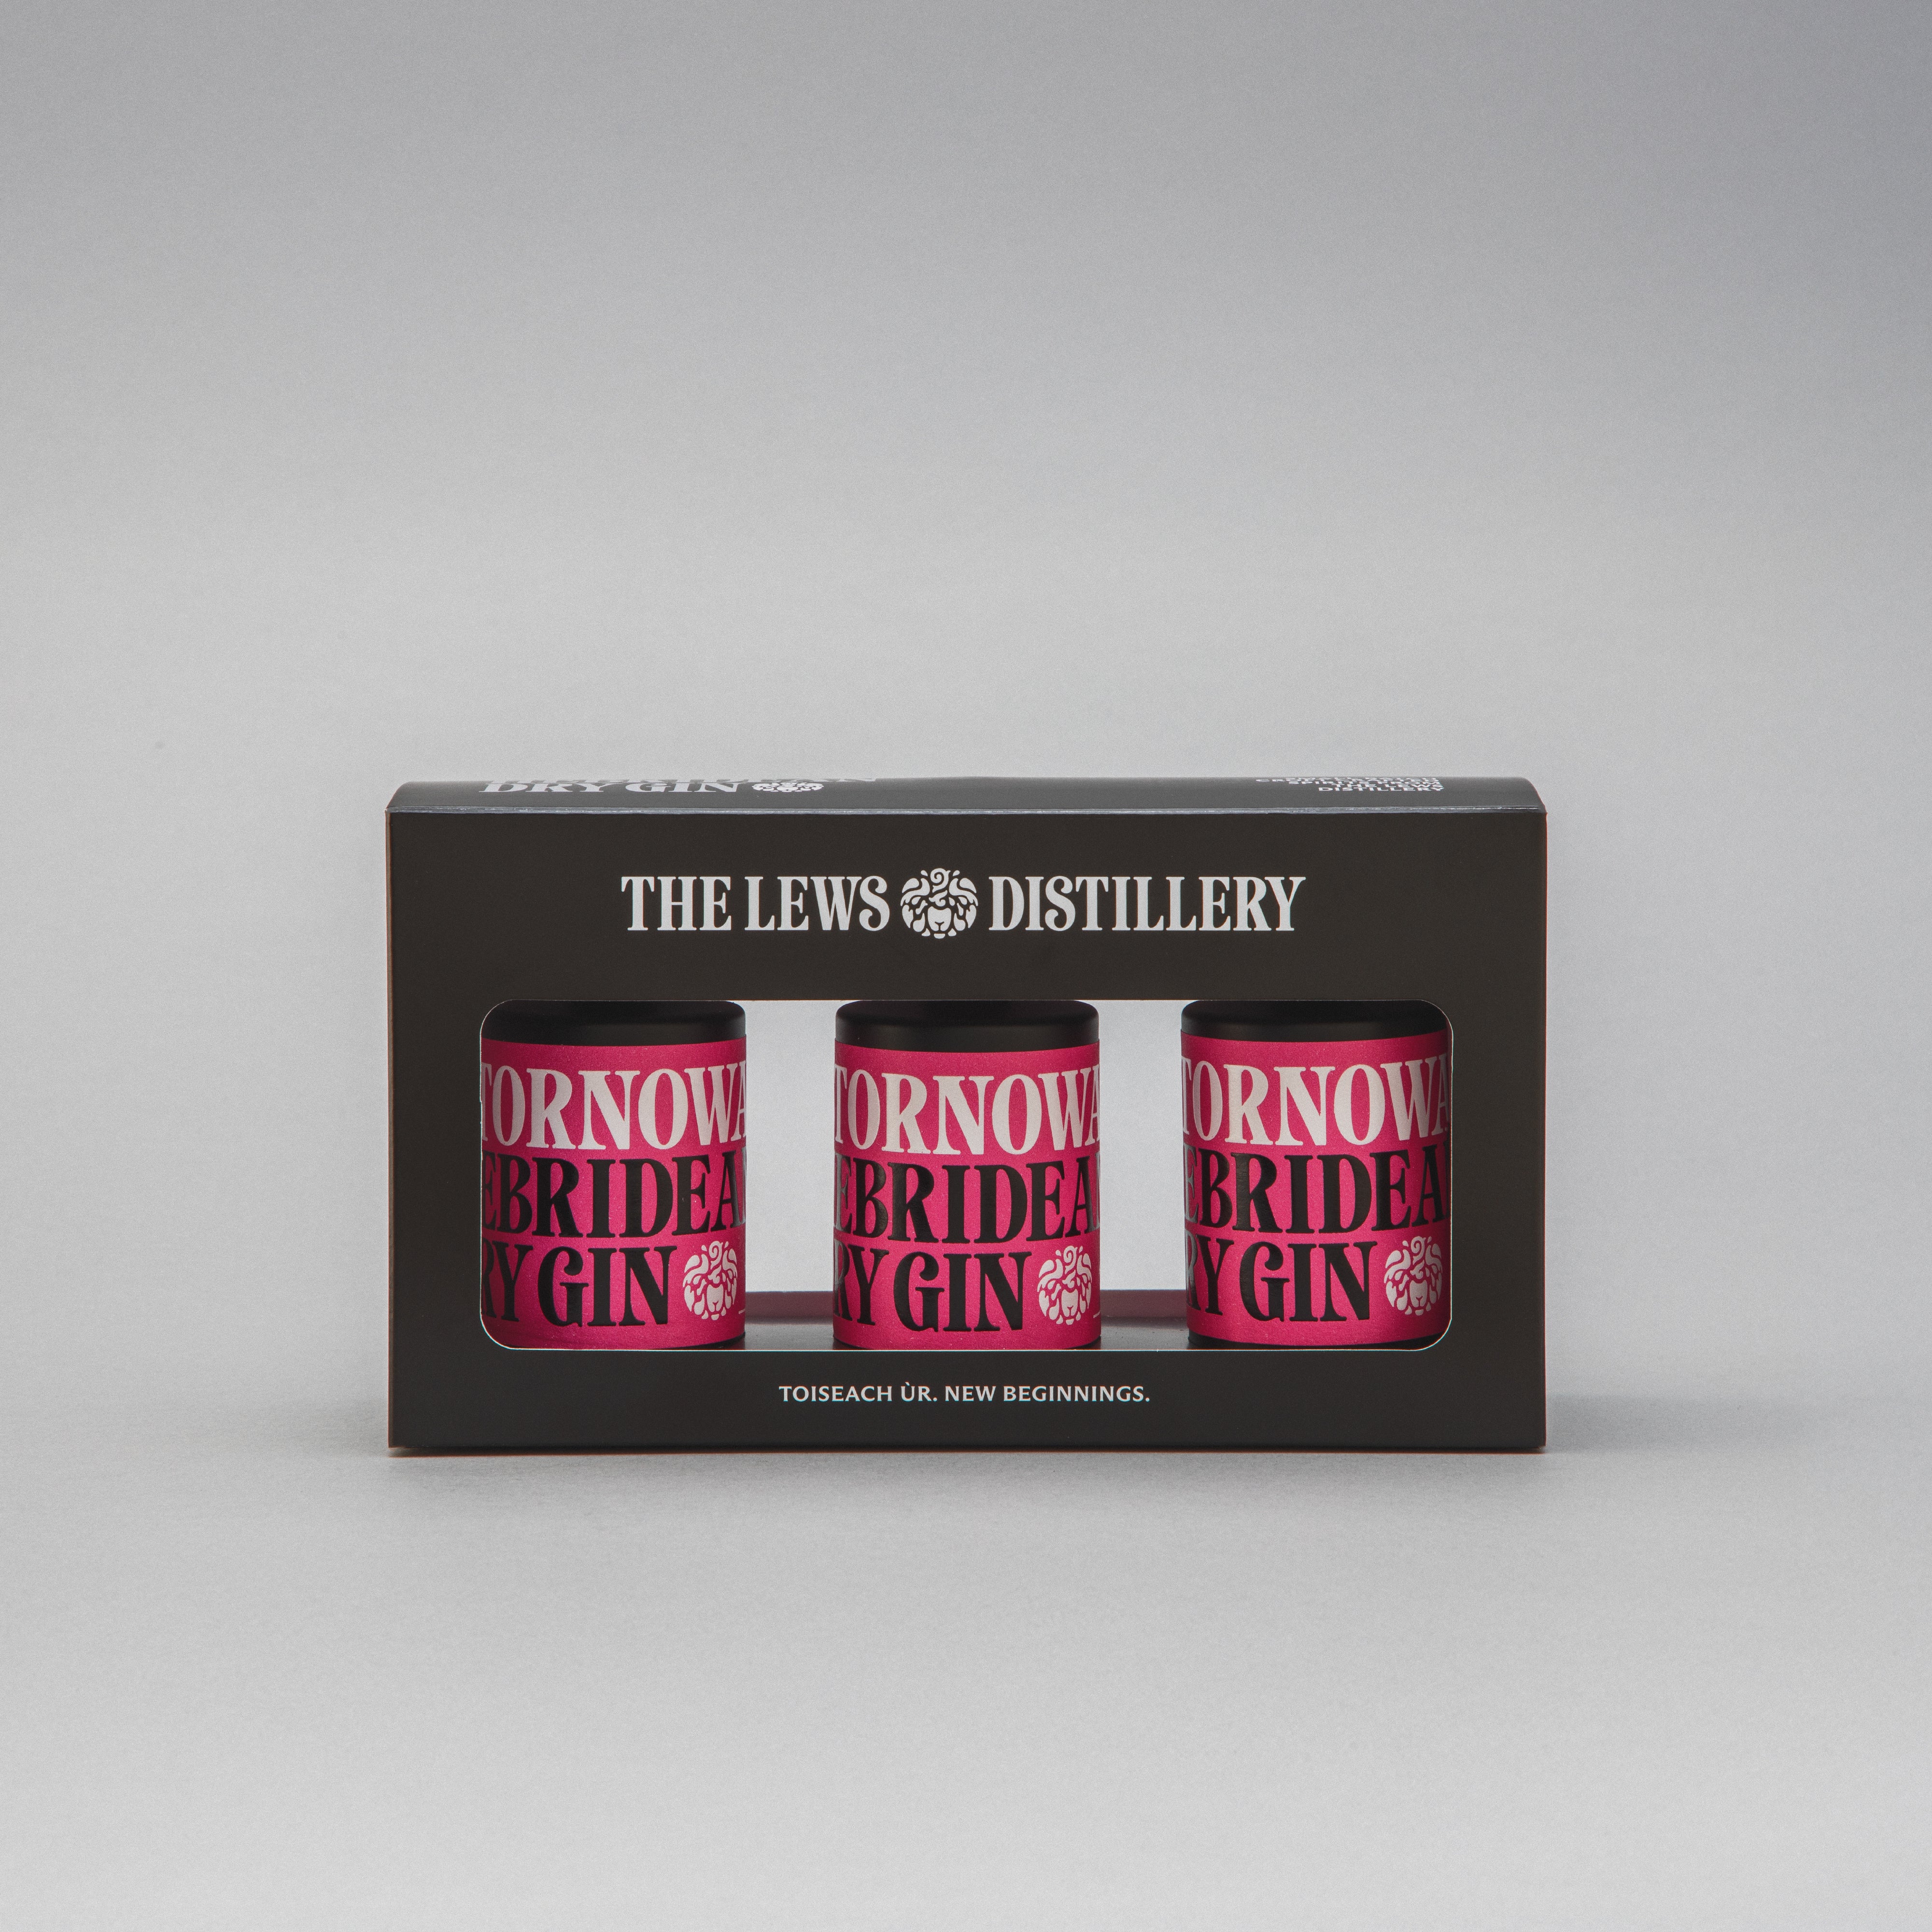 DRY GIN
DISTILLERY
THE LEWS DISTILLERY
TORNOWA
EBRIDEA
RY GIN
TORNOWA
EBRIDEA
RY GIN
TORNOWA
EBRIDEA
RY GIN
TOISEACH ÙR. NEW BEGINNINGS.